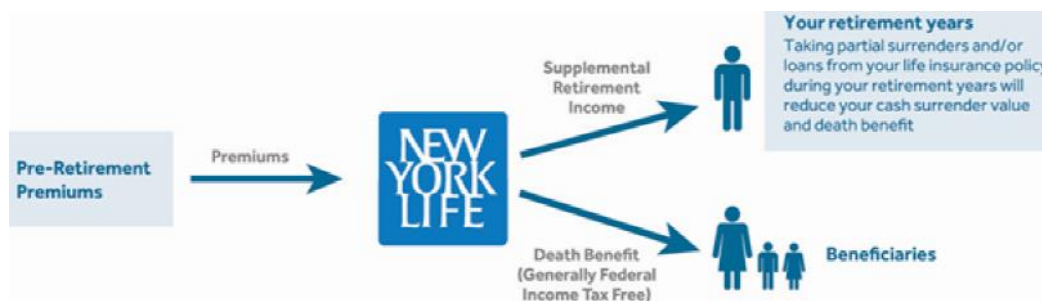 Your retirement years
Taking partial surrenders and/or
loans from your life insurance policy
during your retirement years will
reduce your cash surrender value
and death benefit
Supplemental
Retirement
Income
Pre-Retirement
Premiums
Premiums
NEW
YORK
LIFE
Death Benefit
(Generally Federal
Income Tax Free)
Beneficiaries